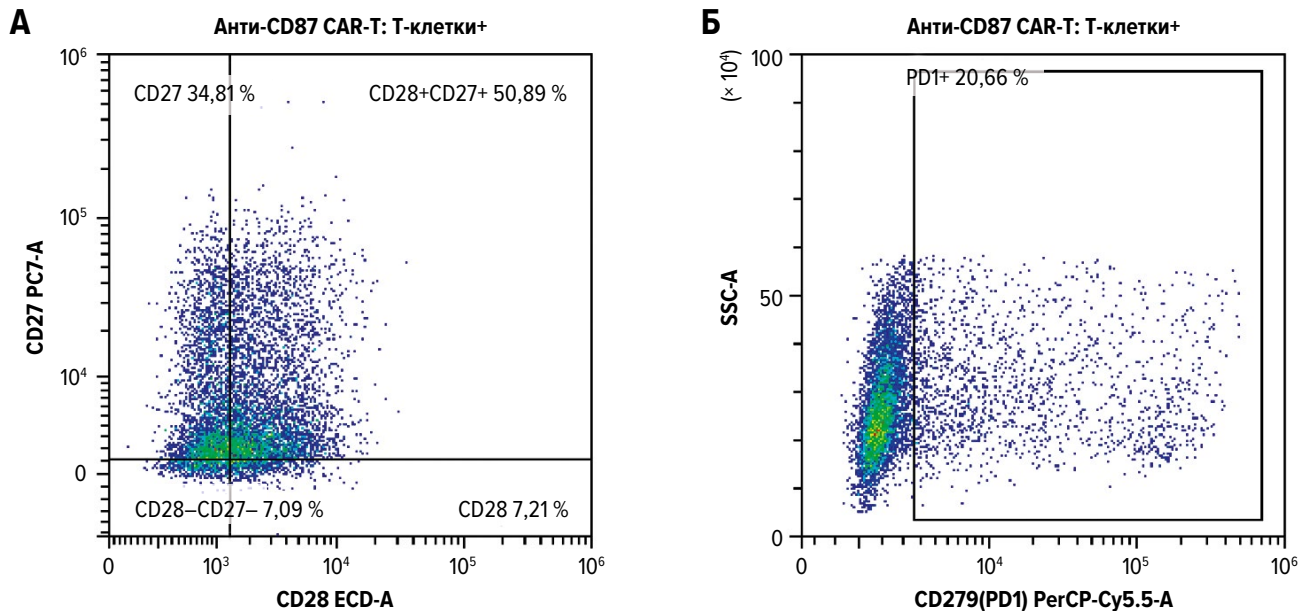 А
Анти-CD87 CAR-T: Т-клетки+
10⁶
10⁵
10⁴
0
CD27 PC7-A
CD27 34,81 %
CD28+CD27+ 50,89 %
CD28–CD27– 7,09 %
CD28 7,21 %
0
10³
10⁴
10⁵
10⁶
CD28 ECD-A
Б
Анти-CD87 CAR-T: Т-клетки+
100
50
0
(× 10⁴)
SSC-A
PD1+ 20,66 %
0
10⁴
10⁵
10⁶
CD279(PD1) PerCP-Cy5.5-A